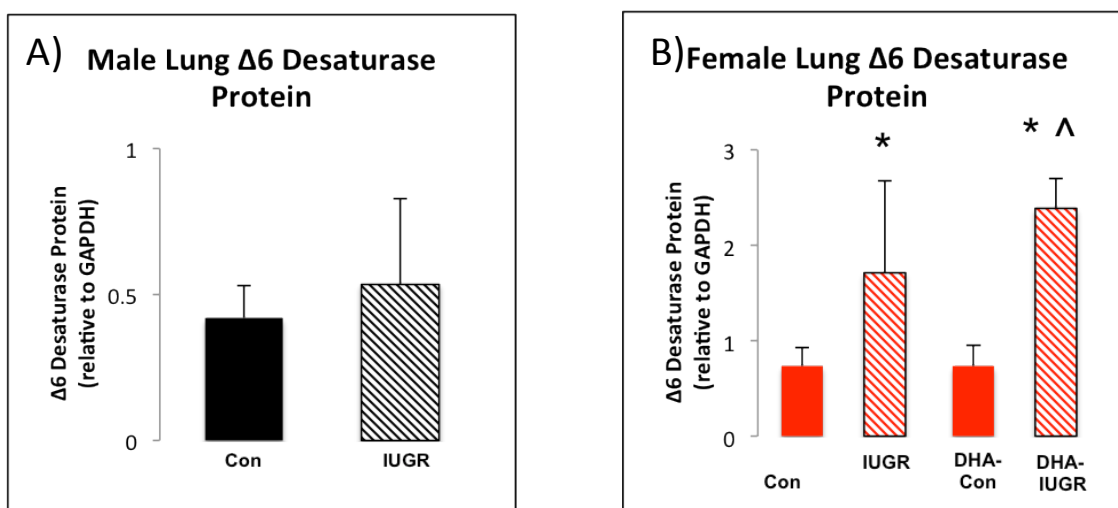 A) Male Lung Δ6 Desaturase
Protein
Δ6 Desaturase Protein
(relative to GAPDH)
1
0.5
0
Con
IUGR
B) Female Lung Δ6 Desaturase
Protein
* ^
*
Δ6 Desaturase Protein
(relative to GAPDH)
3
2
1
0
Con
IUGR
DHA-
Con
DHA-
IUGR